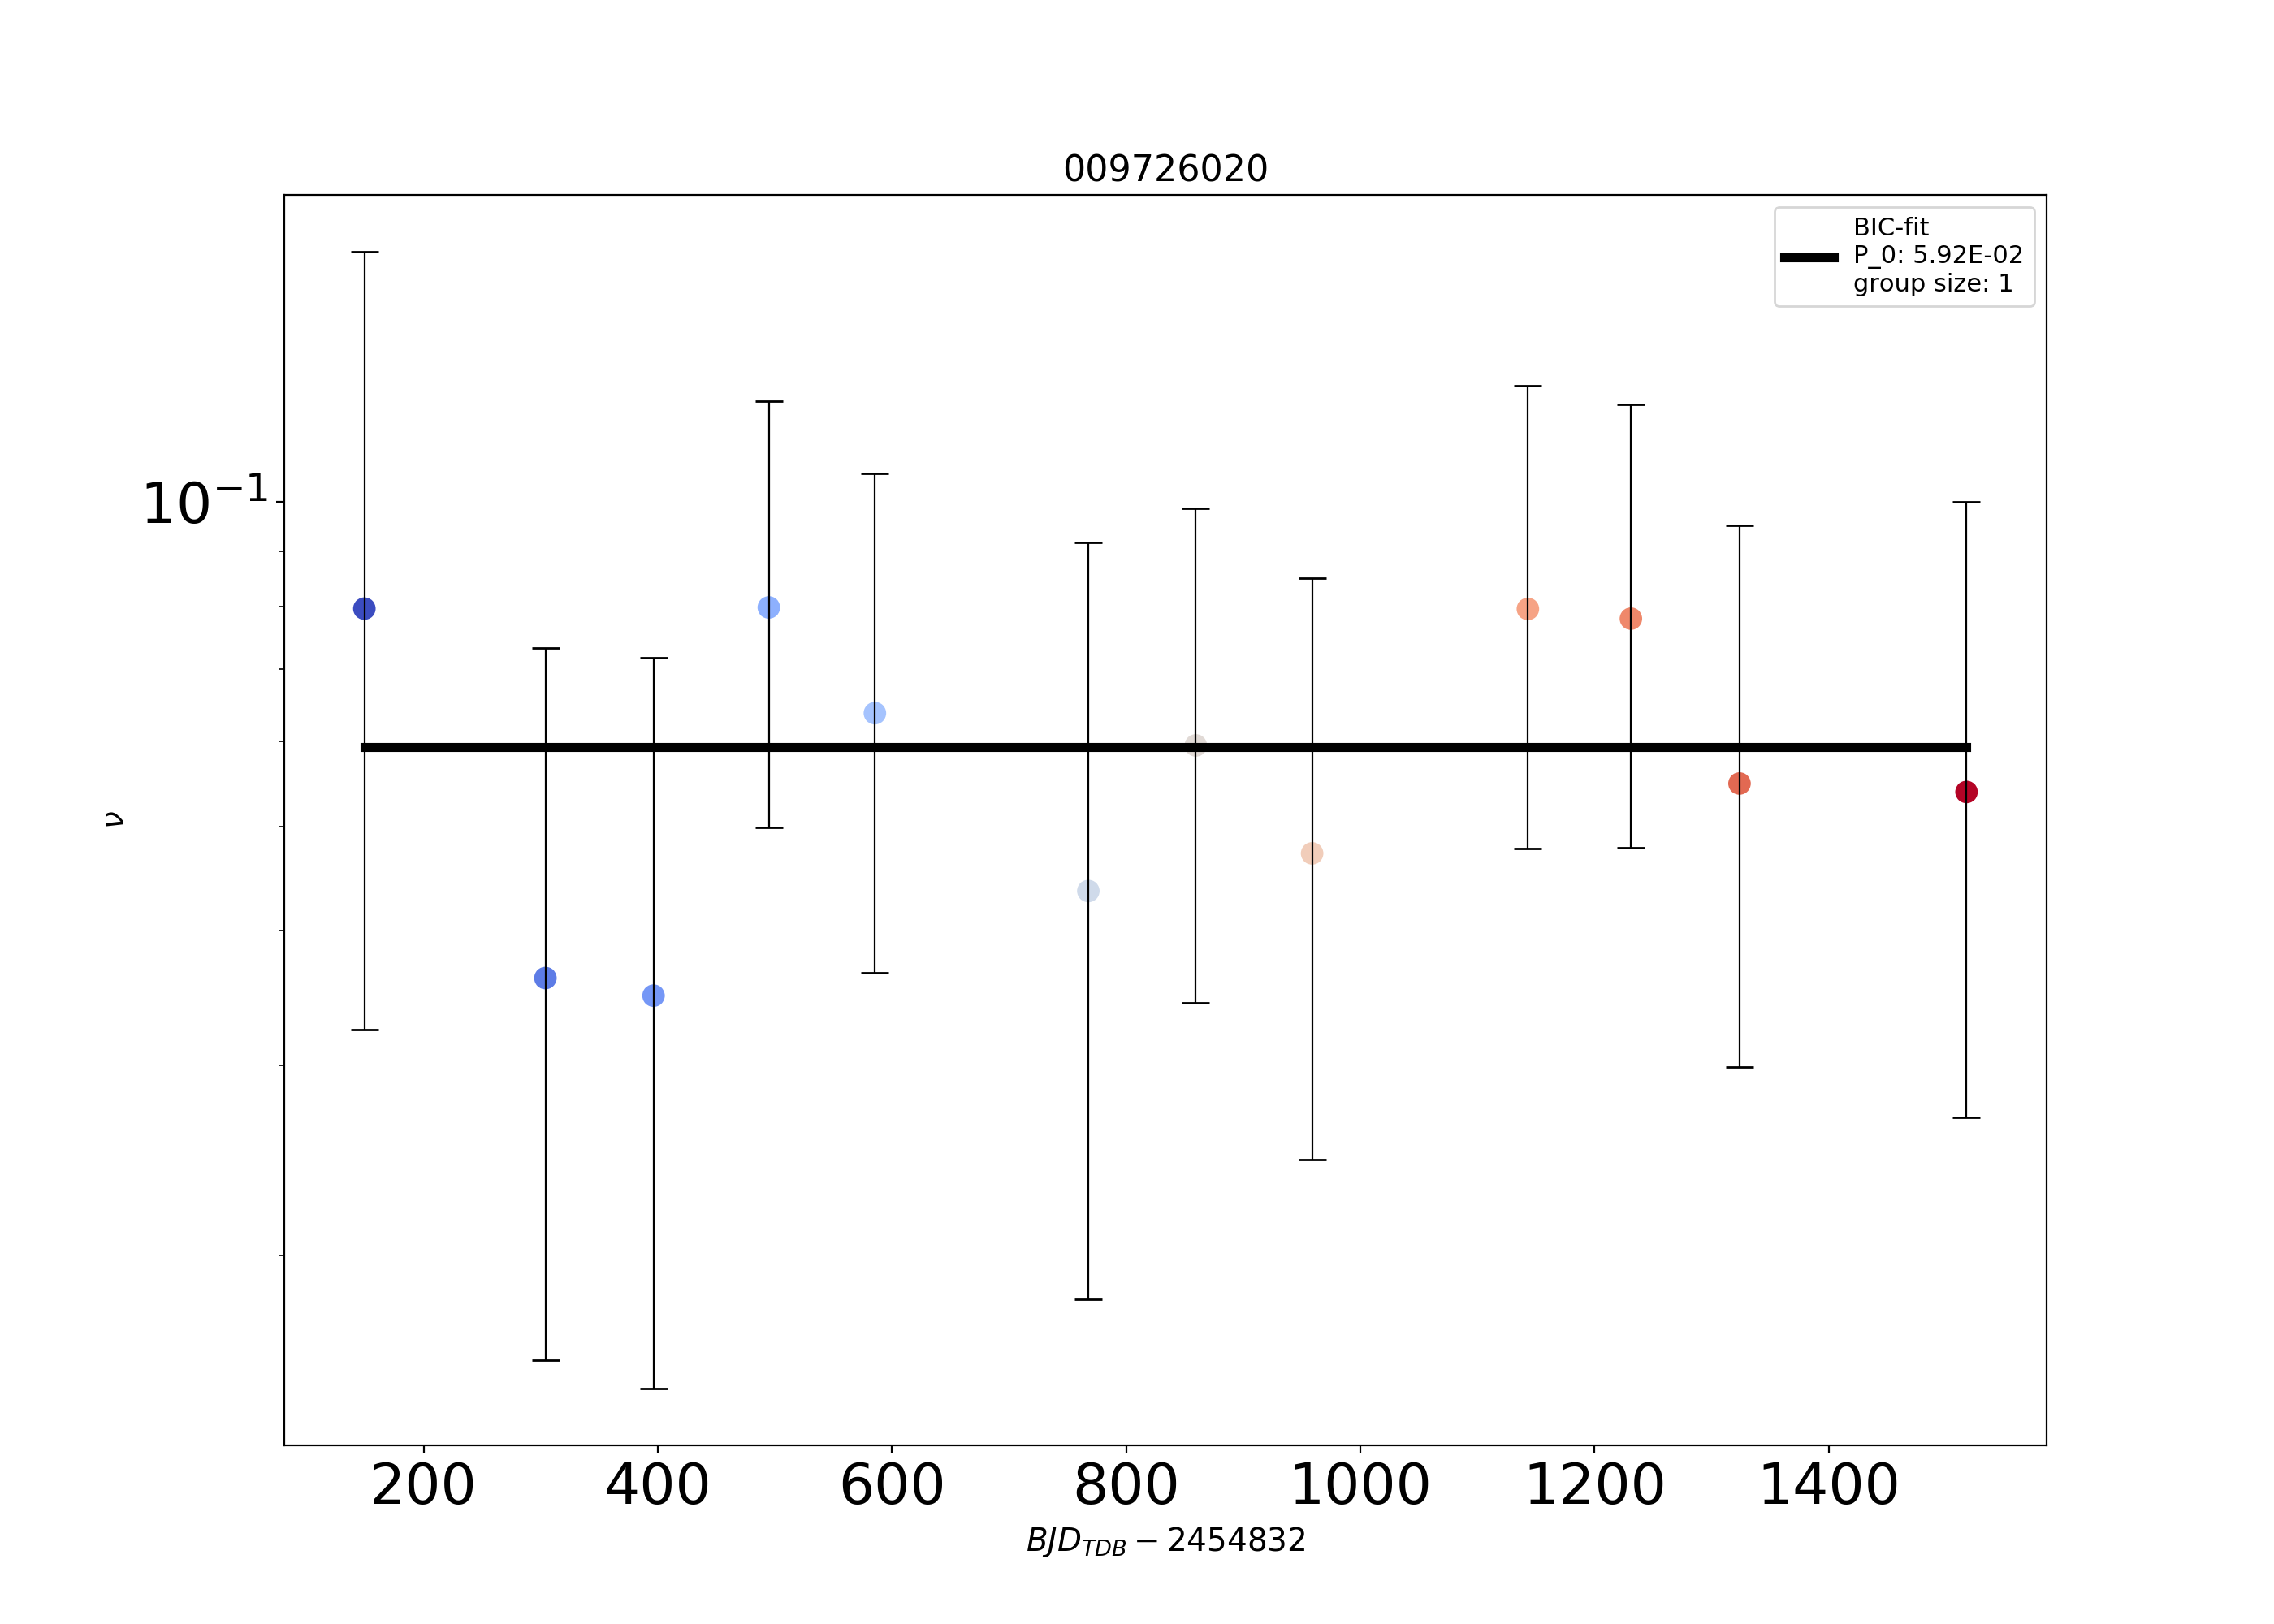 009726020
BIC-fit
P_0: 5.92E-02
group size: 1
10⁻¹
ν
200 400 600 800 1000 1200 1400
BJD_{TDB} − 2454832